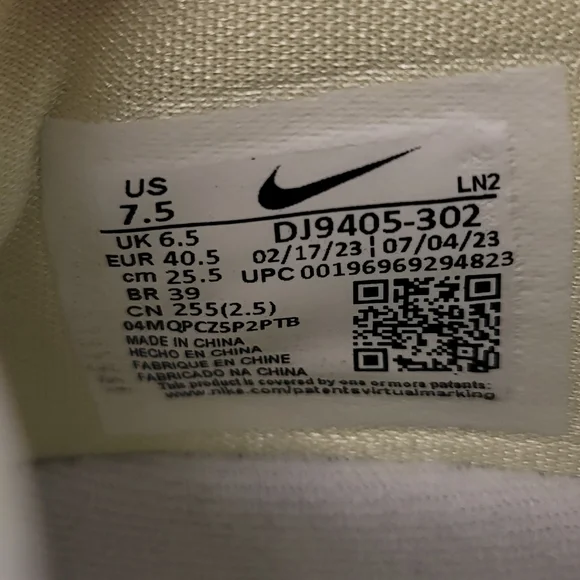 US
7.5
LN2
DJ9405-302
UK 6.5
02/17/23 | 07/04/23
EUR 40.5
UPC 00196969294823
cm 25.5
BR 39
CN 255(2.5)
04MQPCZ5P2PTB
MADE IN CHINA
HECHO EN CHINA
FABRIQUE EN CHINE
FABRICADO NA CHINA
This product is covered by one or more patents:
www.nike.com/patentsvirtualmarking